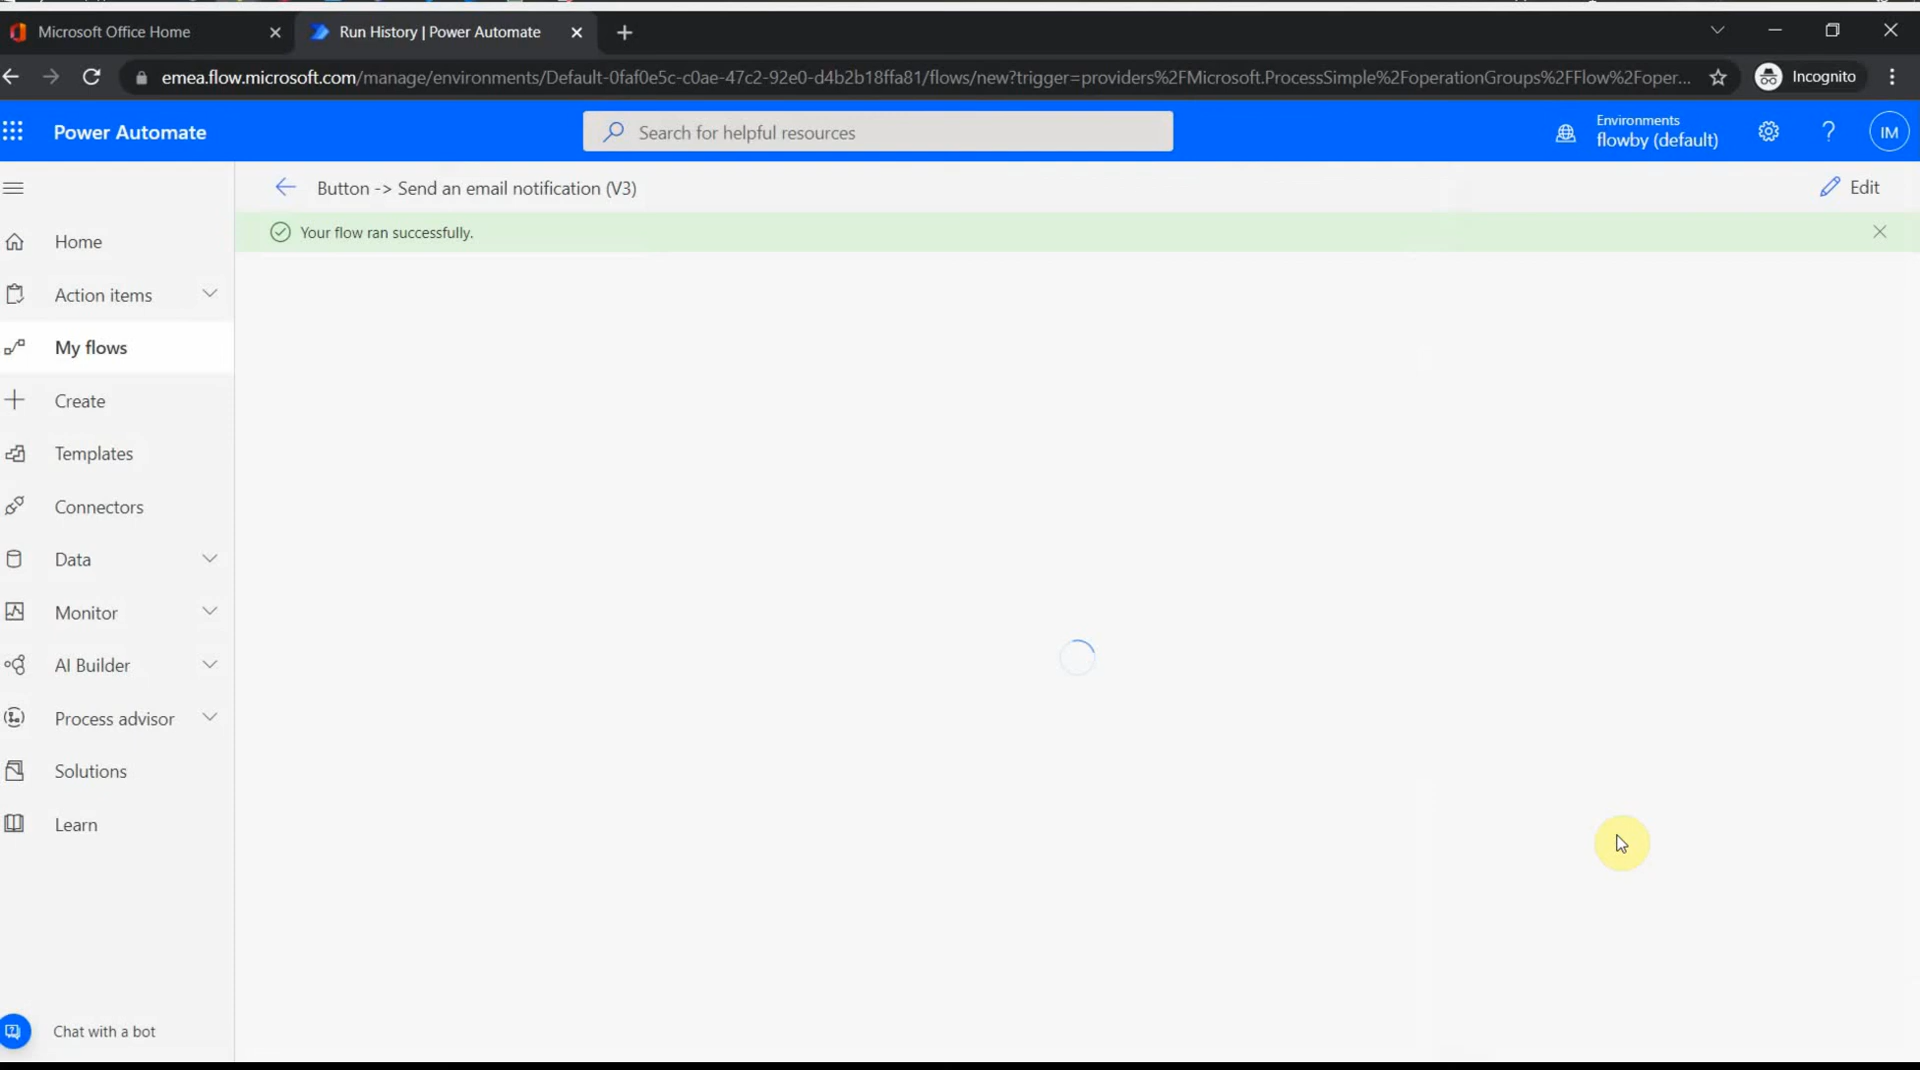 Microsoft Office Home
Run History | Power Automate
emea.flow.microsoft.com/manage/environments/Default-0faf0e5c-c0ae-47c2-92e0-d4b2b18ffa81/flows/new?trigger=providers%2FMicrosoft.ProcessSimple%2FoperationGroups%2FFlow%2Foper...
Incognito
Power Automate
Search for helpful resources
Environments
flowby (default)
IM
Button -> Send an email notification (V3)
Edit
Your flow ran successfully.
Home
Action items
My flows
Create
Templates
Connectors
Data
Monitor
AI Builder
Process advisor
Solutions
Learn
Chat with a bot